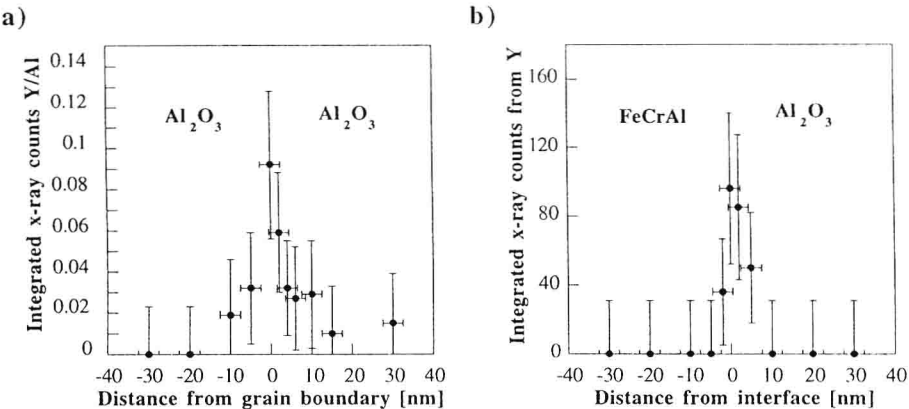 a)
Integrated x-ray counts Y/Al
0.14
0.12
0.1
0.08
0.06
0.04
0.02
0
Al2O3
Al2O3
-40 -30 -20 -10 0 10 20 30 40
Distance from grain boundary [nm]
b)
Integrated x-ray counts from Y
160
120
80
40
0
FeCrAl
Al2O3
-40 -30 -20 -10 0 10 20 30 40
Distance from interface [nm]